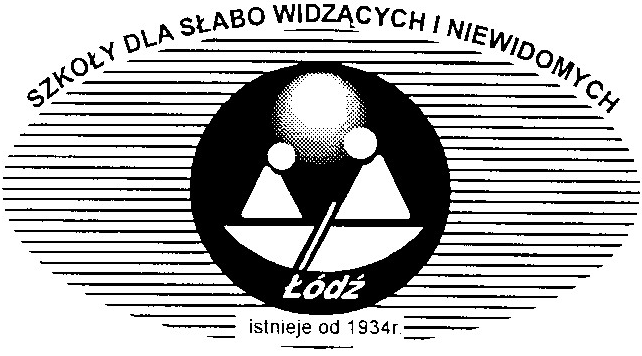 SZKOŁY DLA SŁABO WIDZĄCYCH I NIEWIDOMYCH
Łódź
istnieje od 1934r.